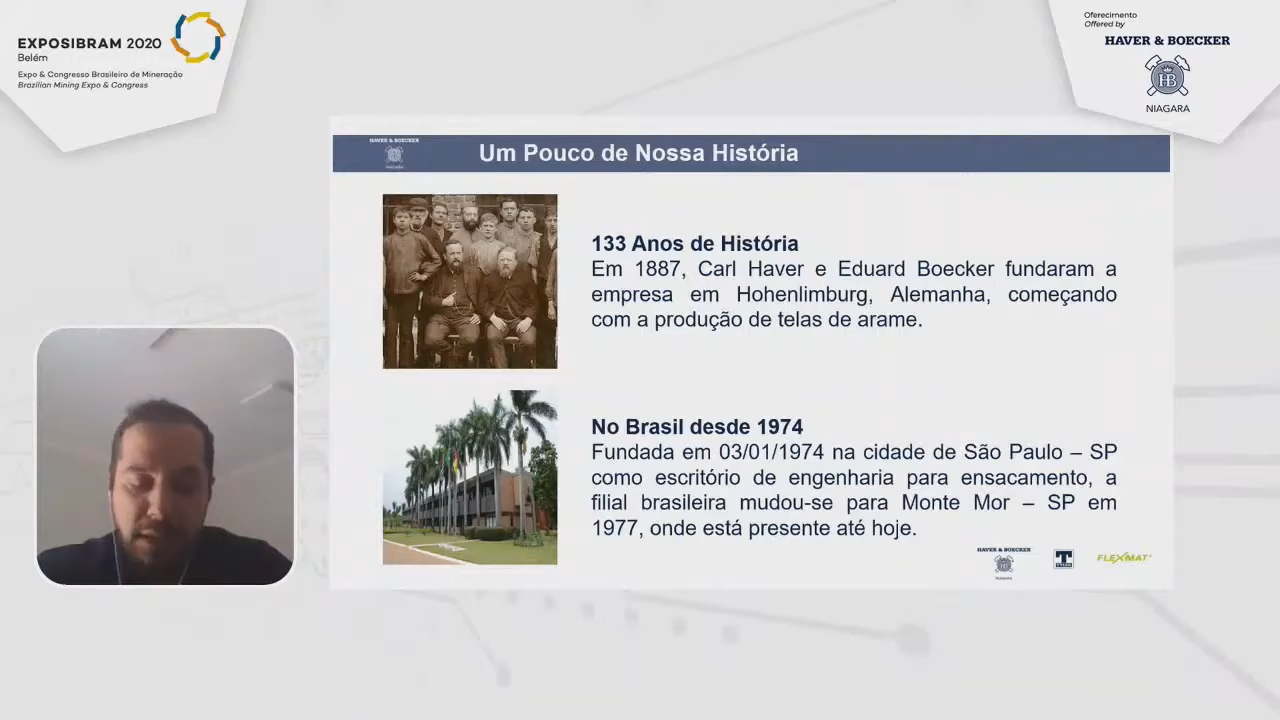 EXPOSIBRAM 2020
Belém
Expo & Congresso Brasileiro de Mineração
Brazilian Mining Expo & Congress
Oferecimento
Offered by
HAVER & BOECKER
HB
NIAGARA
HAVER & BOECKER
NIAGARA
Um Pouco de Nossa História
133 Anos de História
Em 1887, Carl Haver e Eduard Boecker fundaram a
empresa em Hohenlimburg, Alemanha, começando
com a produção de telas de arame.
No Brasil desde 1974
Fundada em 03/01/1974 na cidade de São Paulo – SP
como escritório de engenharia para ensacamento, a
filial brasileira mudou-se para Monte Mor – SP em
1977, onde está presente até hoje.
HAVER & BOECKER
NIAGARA
TYLER
FLEXMAT